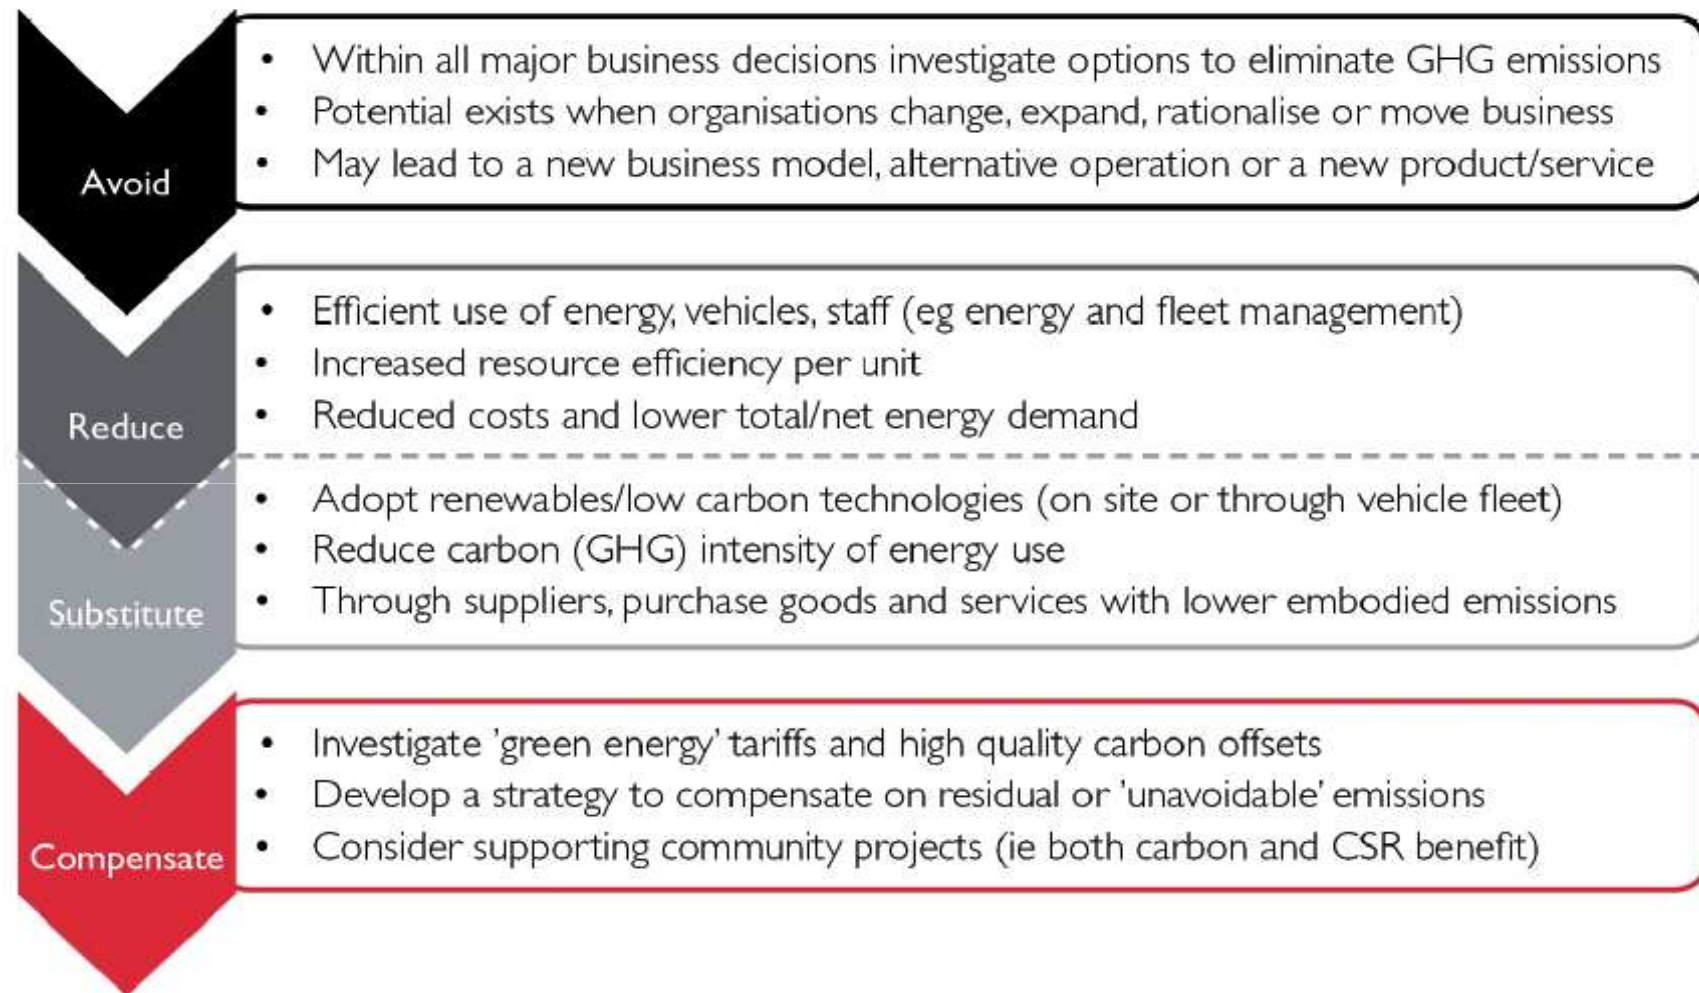 Avoid
• Within all major business decisions investigate options to eliminate GHG emissions
• Potential exists when organisations change, expand, rationalise or move business
• May lead to a new business model, alternative operation or a new product/service
Reduce
• Efficient use of energy, vehicles, staff (eg energy and fleet management)
• Increased resource efficiency per unit
• Reduced costs and lower total/net energy demand
Substitute
• Adopt renewables/low carbon technologies (on site or through vehicle fleet)
• Reduce carbon (GHG) intensity of energy use
• Through suppliers, purchase goods and services with lower embodied emissions
Compensate
• Investigate 'green energy' tariffs and high quality carbon offsets
• Develop a strategy to compensate on residual or 'unavoidable' emissions
• Consider supporting community projects (ie both carbon and CSR benefit)